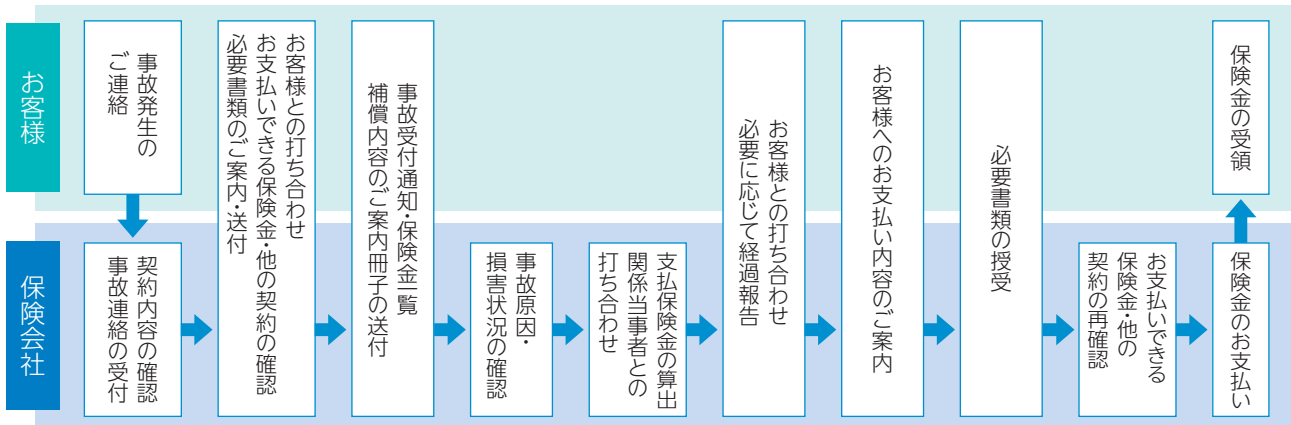 お客様
保険会社
事故発生の
ご連絡
契約内容の確認
事故連絡の受付
お客様との打ち合わせ
お支払いできる保険金・他の契約の確認
必要書類のご案内・送付
事故受付通知・保険金一覧
補償内容のご案内冊子の送付
事故原因・
損害状況の確認
支払保険金の算出
関係当事者との
打ち合わせ
お客様との打ち合わせ
必要に応じて経過報告
お客様へのお支払い内容のご案内
必要書類の授受
お支払いできる
保険金・他の
契約の再確認
保険金のお支払い
保険金の受領